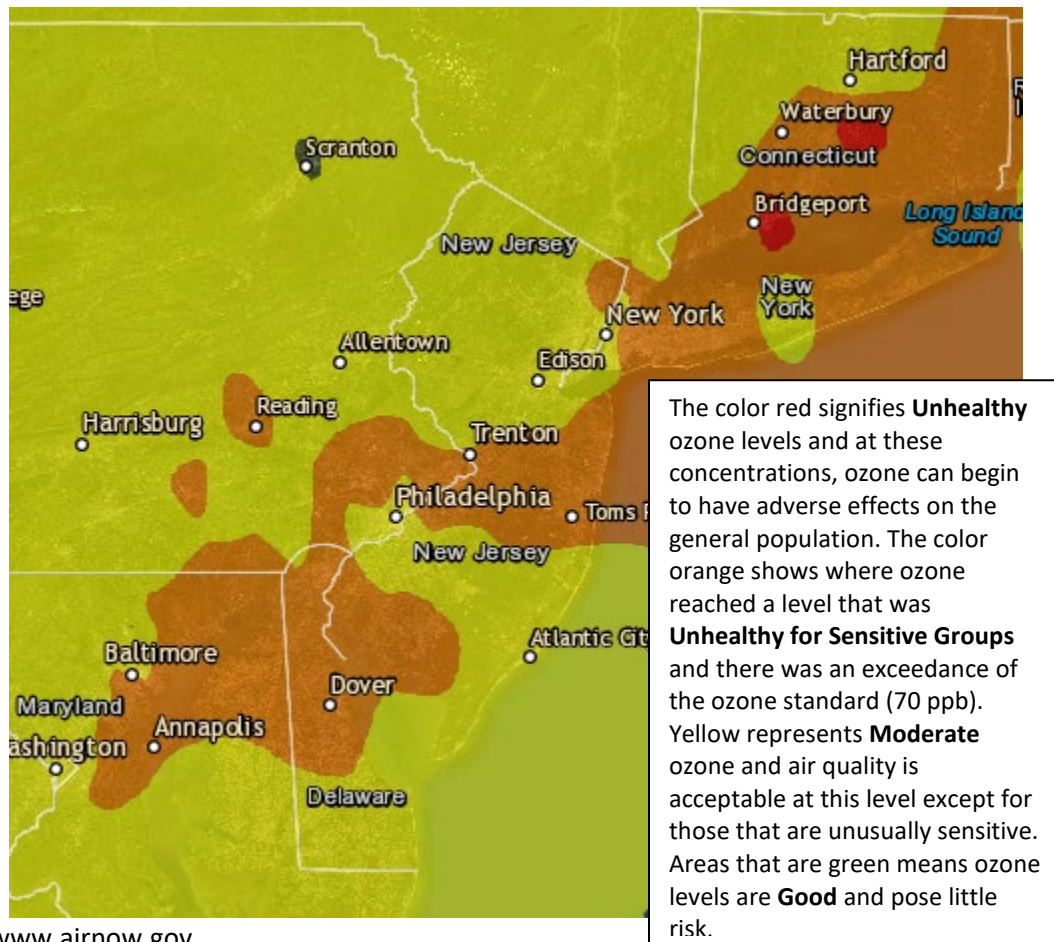 Hartford
Waterbury
Connecticut
Scranton
Bridgeport
Long Island
Sound
New Jersey
ege
New
York
New York
Allentown
Edison
Reading
Harrisburg
Trenton
Philadelphia
Toms
New Jersey
Atlantic Cit
Baltimore
Dover
Maryland
Annapolis
ashington
Delaware
The color red signifies Unhealthy
ozone levels and at these
concentrations, ozone can begin
to have adverse effects on the
general population. The color
orange shows where ozone
reached a level that was
Unhealthy for Sensitive Groups
and there was an exceedance of
the ozone standard (70 ppb).
Yellow represents Moderate
ozone and air quality is
acceptable at this level except for
those that are unusually sensitive.
Areas that are green means ozone
levels are Good and pose little
risk.
www.airnow.gov